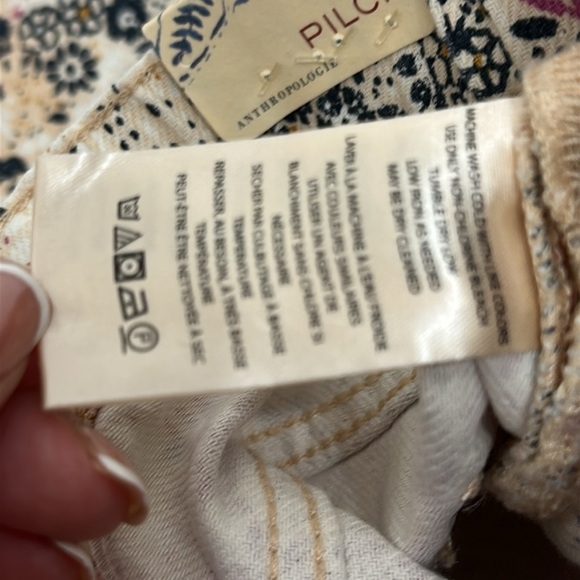 PILC
ANTHROPOLOGIE
MACHINE WASH COLD WITH LIKE COLORS
USE ONLY NON-CHLORINE BLEACH
TUMBLE DRY LOW
LOW IRON AS NEEDED
MAY BE DRY CLEANED
LAVER À LA MACHINE À L'EAU FROIDE
AVEC COULEURS SIMILAIRES
UTILISER UN AGENT DE
BLANCHIMENT SANS CHLORE SI
NÉCESSAIRE
SÉCHER PAR CULBUTAGE À BASSE
TEMPÉRATURE
REPASSER, AU BESOIN, À TRÈS BASSE
TEMPÉRATURE
PEUT-ÊTRE ÊTRE NETTOYÉE À SEC
P